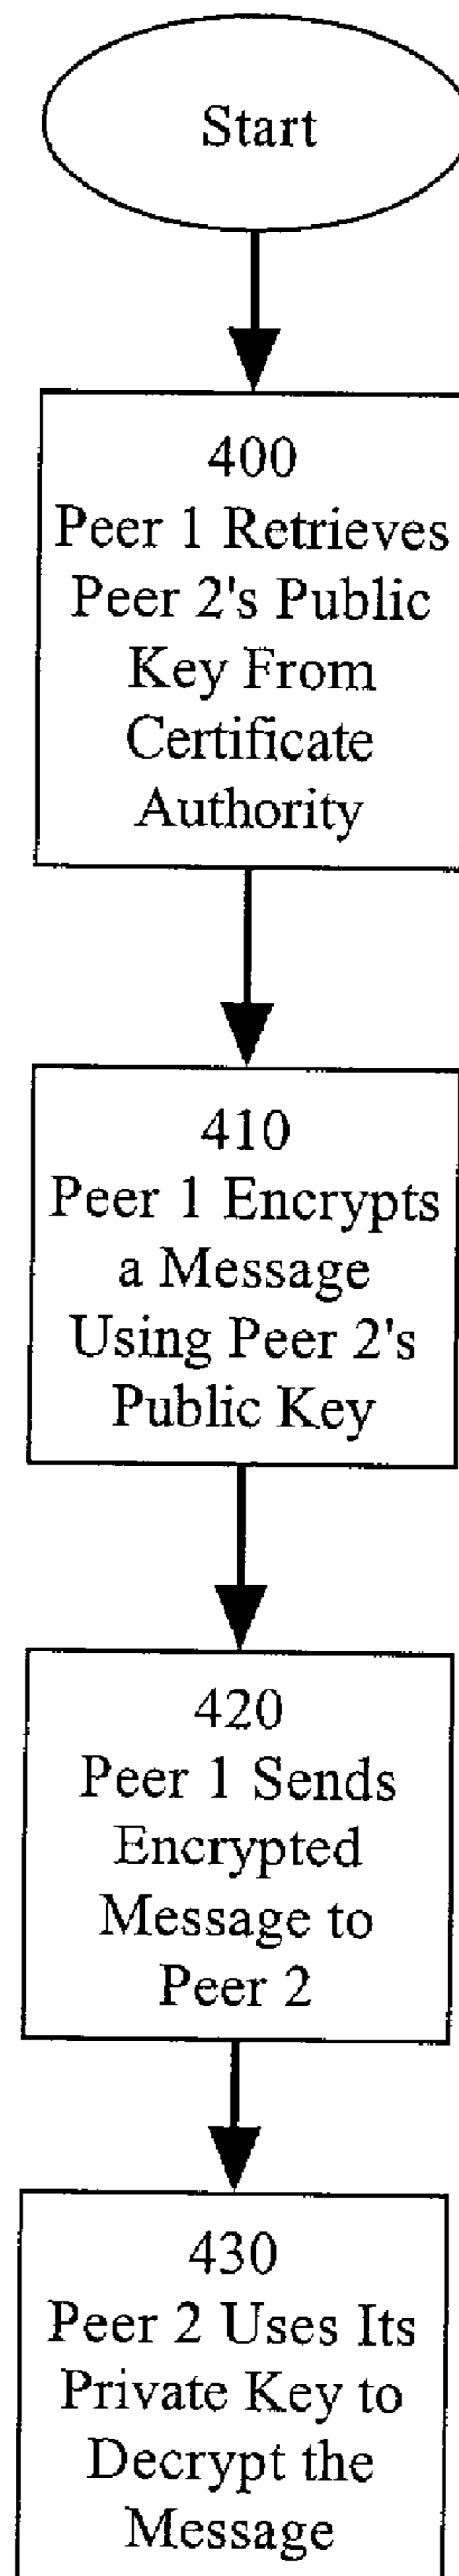 Start
400
Peer 1 Retrieves
Peer 2's Public
Key From
Certificate
Authority
410
Peer 1 Encrypts
a Message
Using Peer 2's
Public Key
420
Peer 1 Sends
Encrypted
Message to
Peer 2
430
Peer 2 Uses Its
Private Key to
Decrypt the
Message